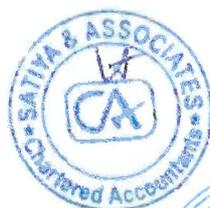 SATIYA & ASSOCIATES
CA
Chartered Accountants